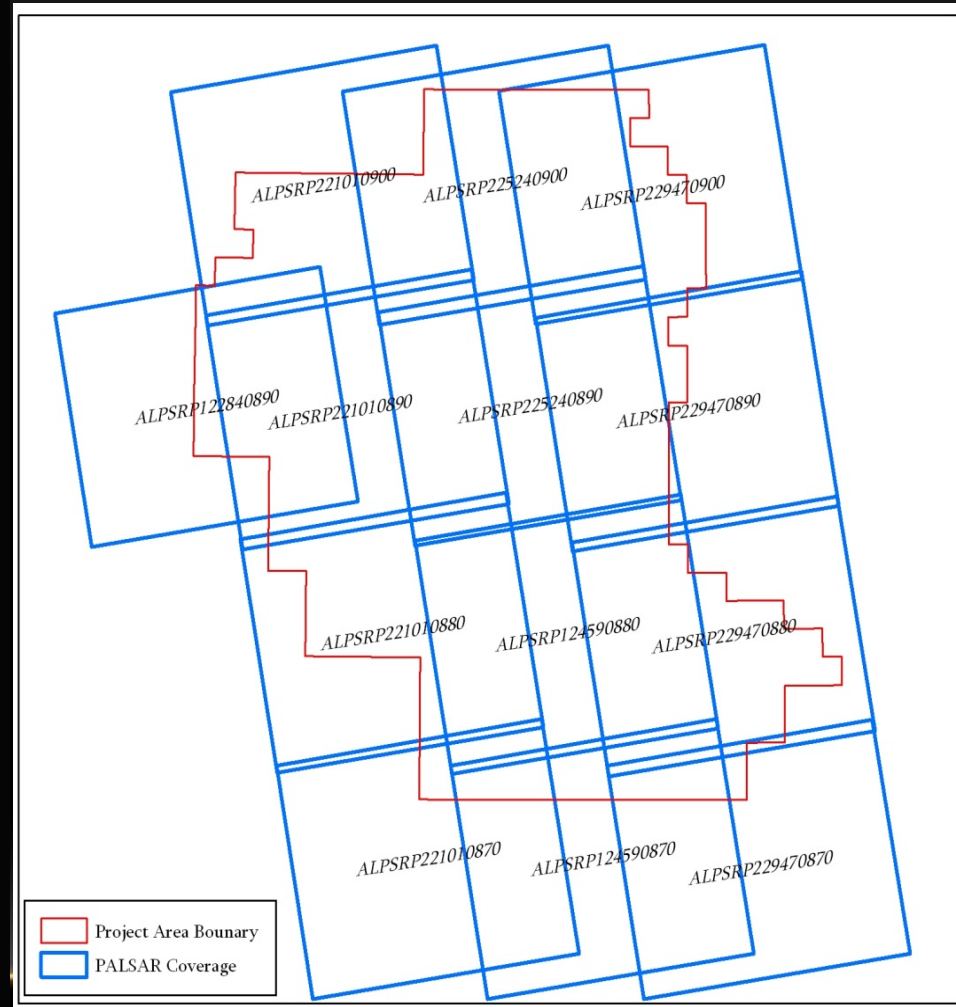 ALPSRP221010900
ALPSRP225240900
ALPSRP229470900
ALPSRP122840890
ALPSRP221010890
ALPSRP225240890
ALPSRP229470890
ALPSRP221010880
ALPSRP124590880
ALPSRP229470880
ALPSRP221010870
ALPSRP124590870
ALPSRP229470870
Project Area Bounary
PALSAR Coverage